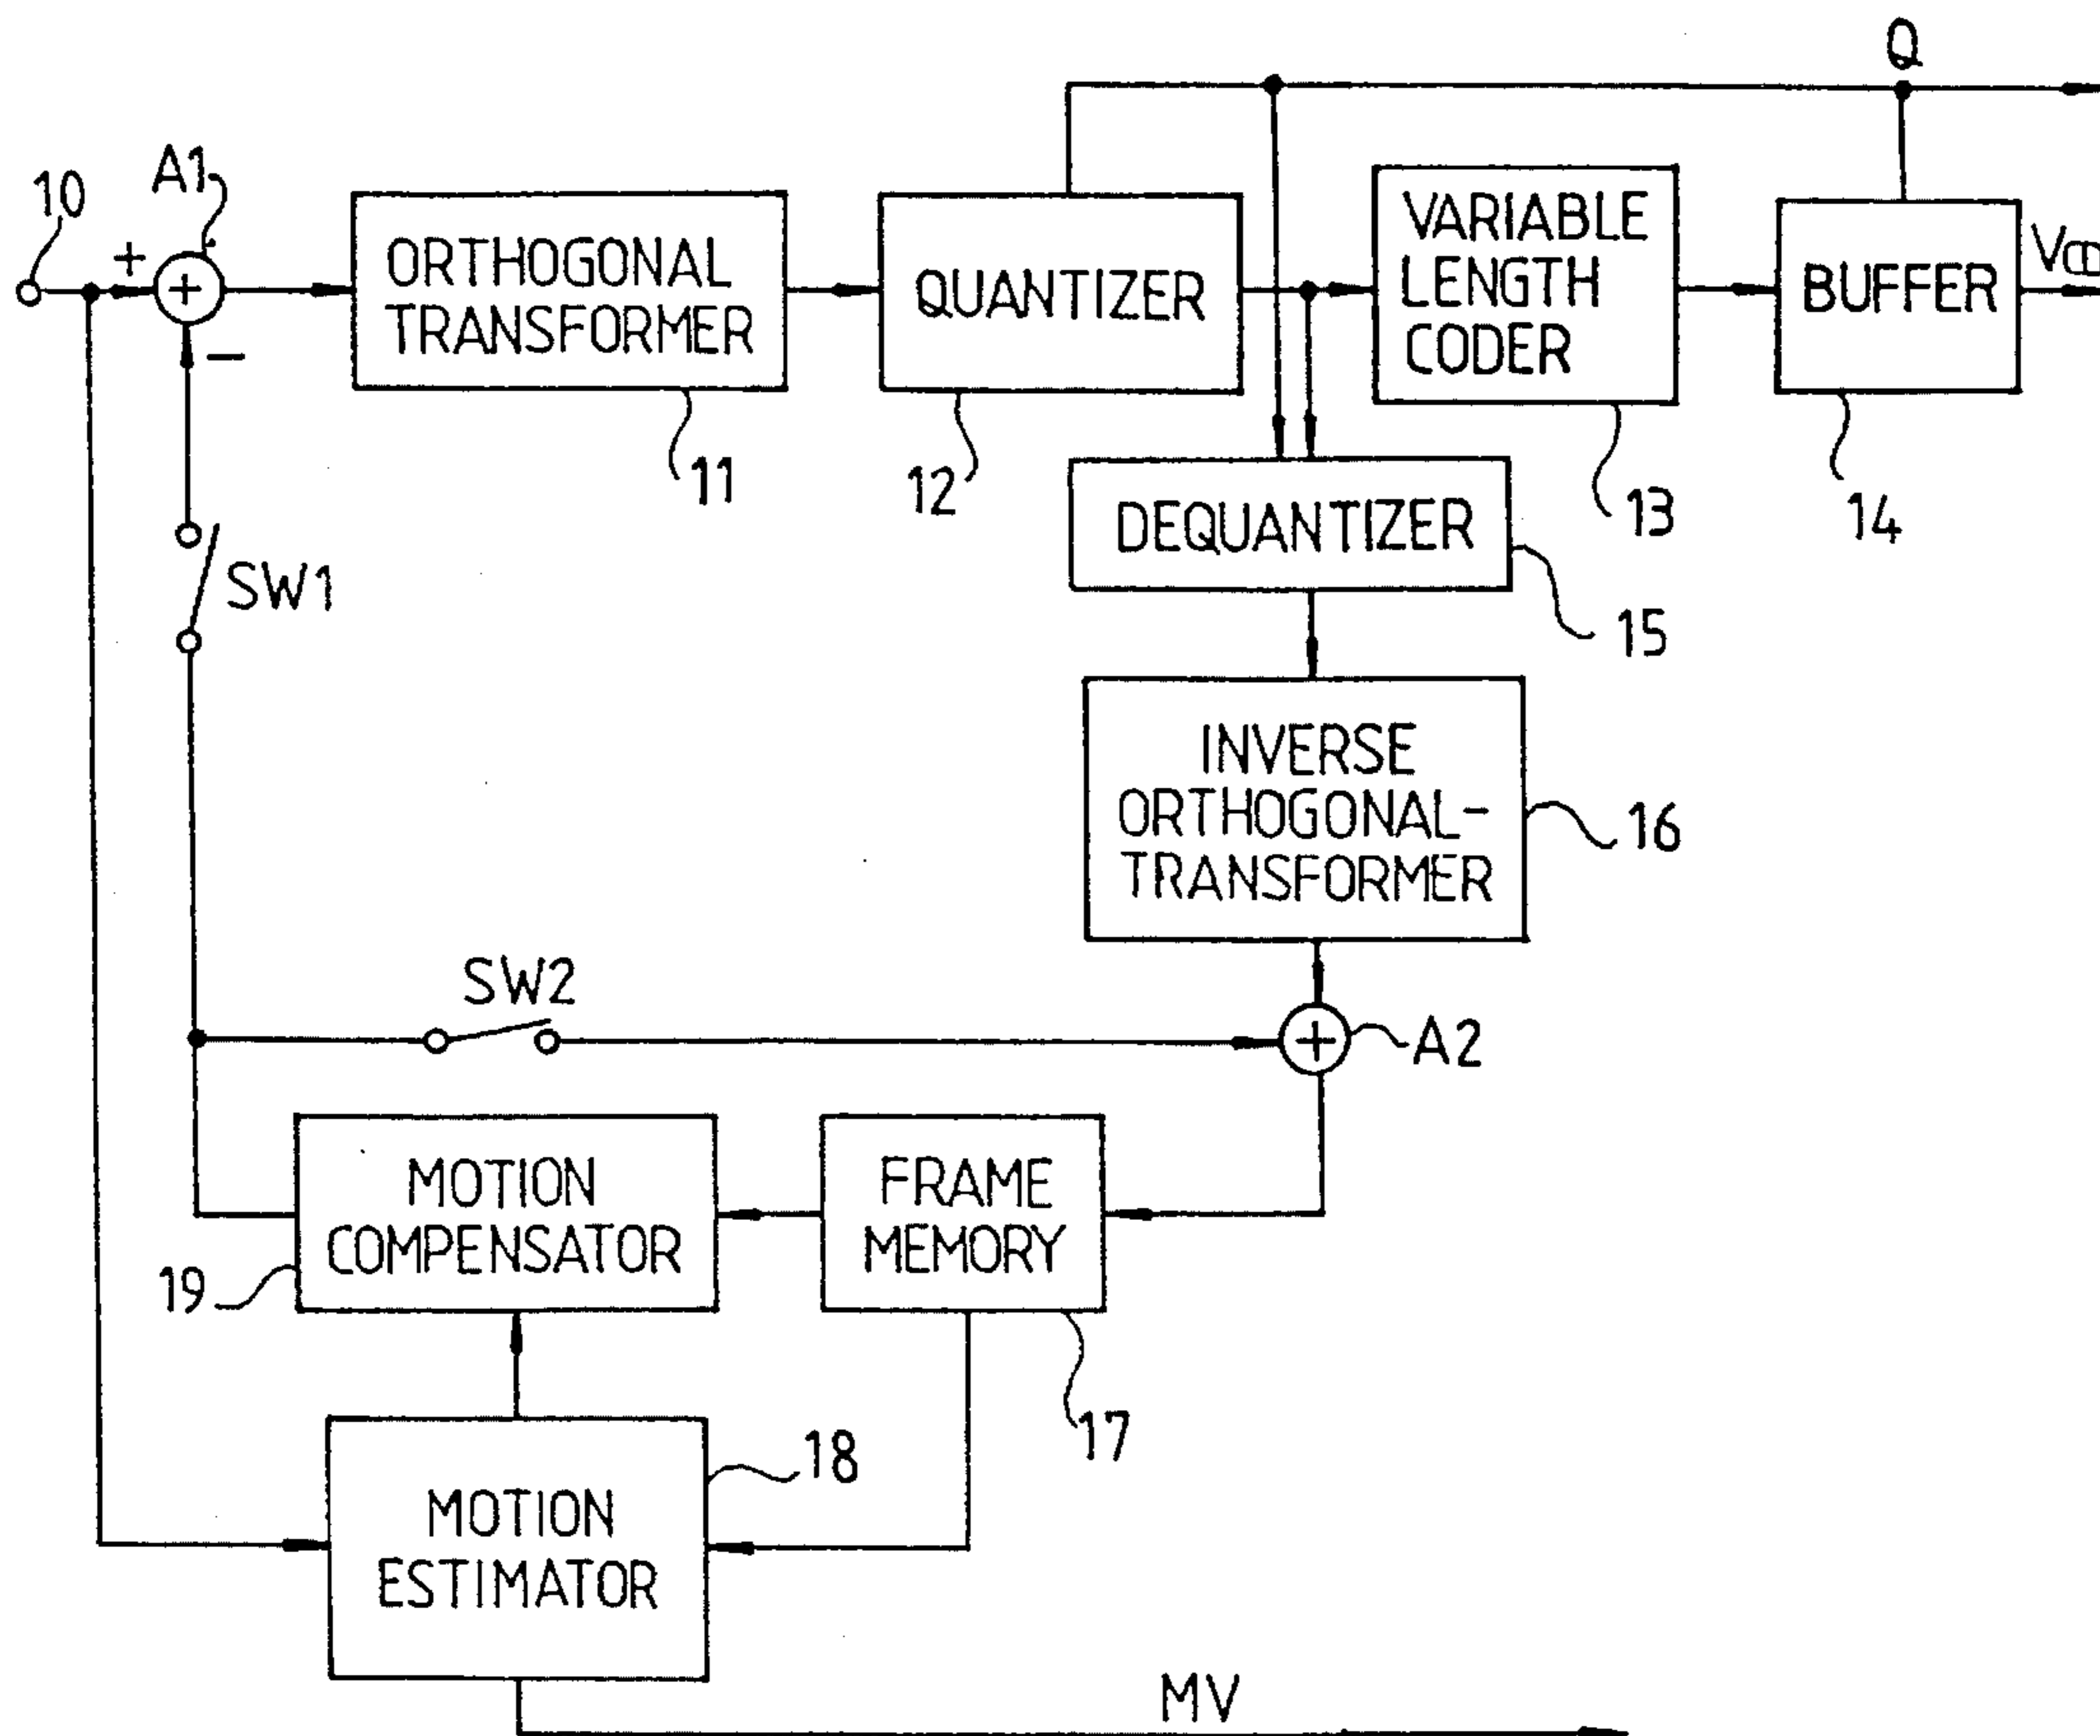 Q
A1
10
+
+
−
ORTHOGONAL
TRANSFORMER
11
QUANTIZER
12
VARIABLE
LENGTH
CODER
13
BUFFER
14
SW1
DEQUANTIZER
15
INVERSE
ORTHOGONAL-
TRANSFORMER
16
SW2
+
A2
MOTION
COMPENSATOR
19
FRAME
MEMORY
17
MOTION
ESTIMATOR
18
MV